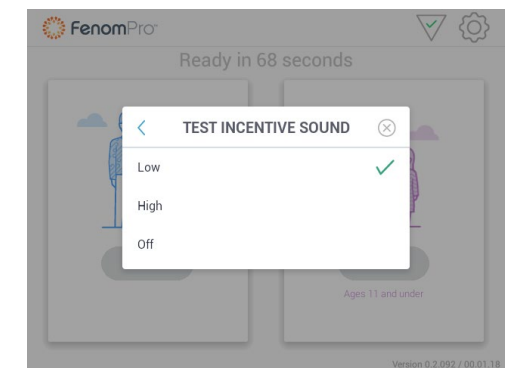 FenomPro™
Ready in 68 seconds
TEST INCENTIVE SOUND
Low
High
Off
Ages 11 and under
Version 0.2.092 / 00.01.18